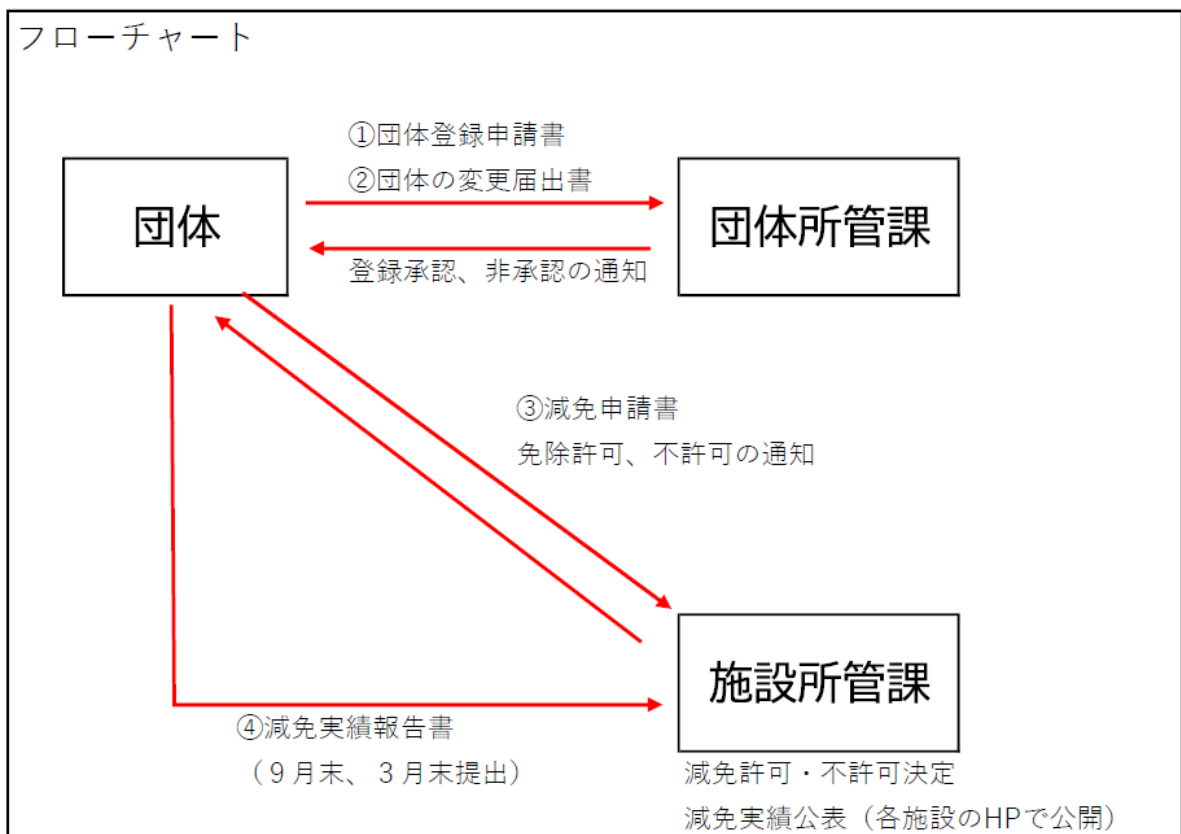 フローチャート
①団体登録申請書
②団体の変更届出書
団体
団体所管課
登録承認、非承認の通知
③減免申請書
免除許可、不許可の通知
施設所管課
④減免実績報告書
（９月末、３月末提出）
減免許可・不許可決定
減免実績公表（各施設のHPで公開）